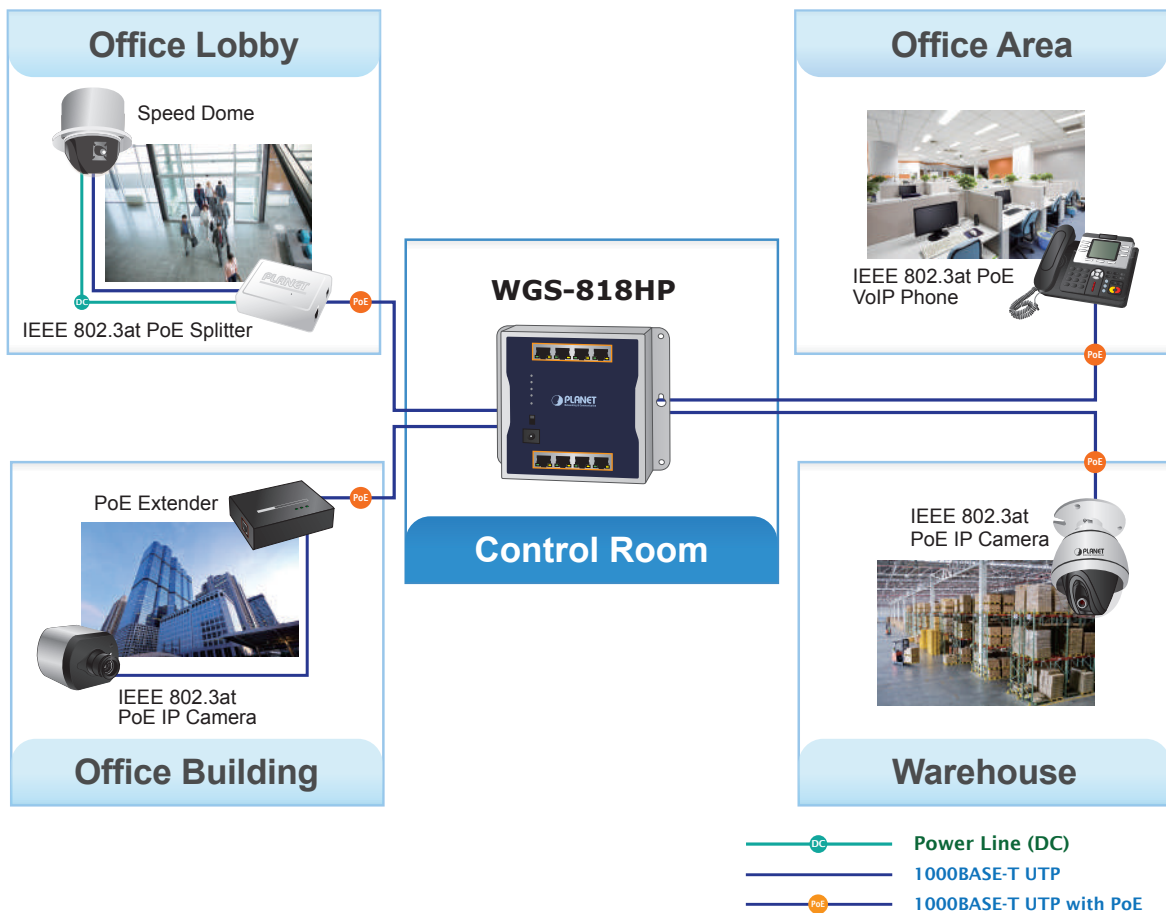 Office Lobby
Speed Dome
PLANET
DC
PoE
IEEE 802.3at PoE Splitter
Office Area
IEEE 802.3at PoE
VoIP Phone
PoE
WGS-818HP
PLANET
Control Room
PoE Extender
PoE
IEEE 802.3at
PoE IP Camera
Office Building
PoE
IEEE 802.3at
PoE IP Camera
PLANET
Warehouse
DC Power Line (DC)
1000BASE-T UTP
PoE 1000BASE-T UTP with PoE